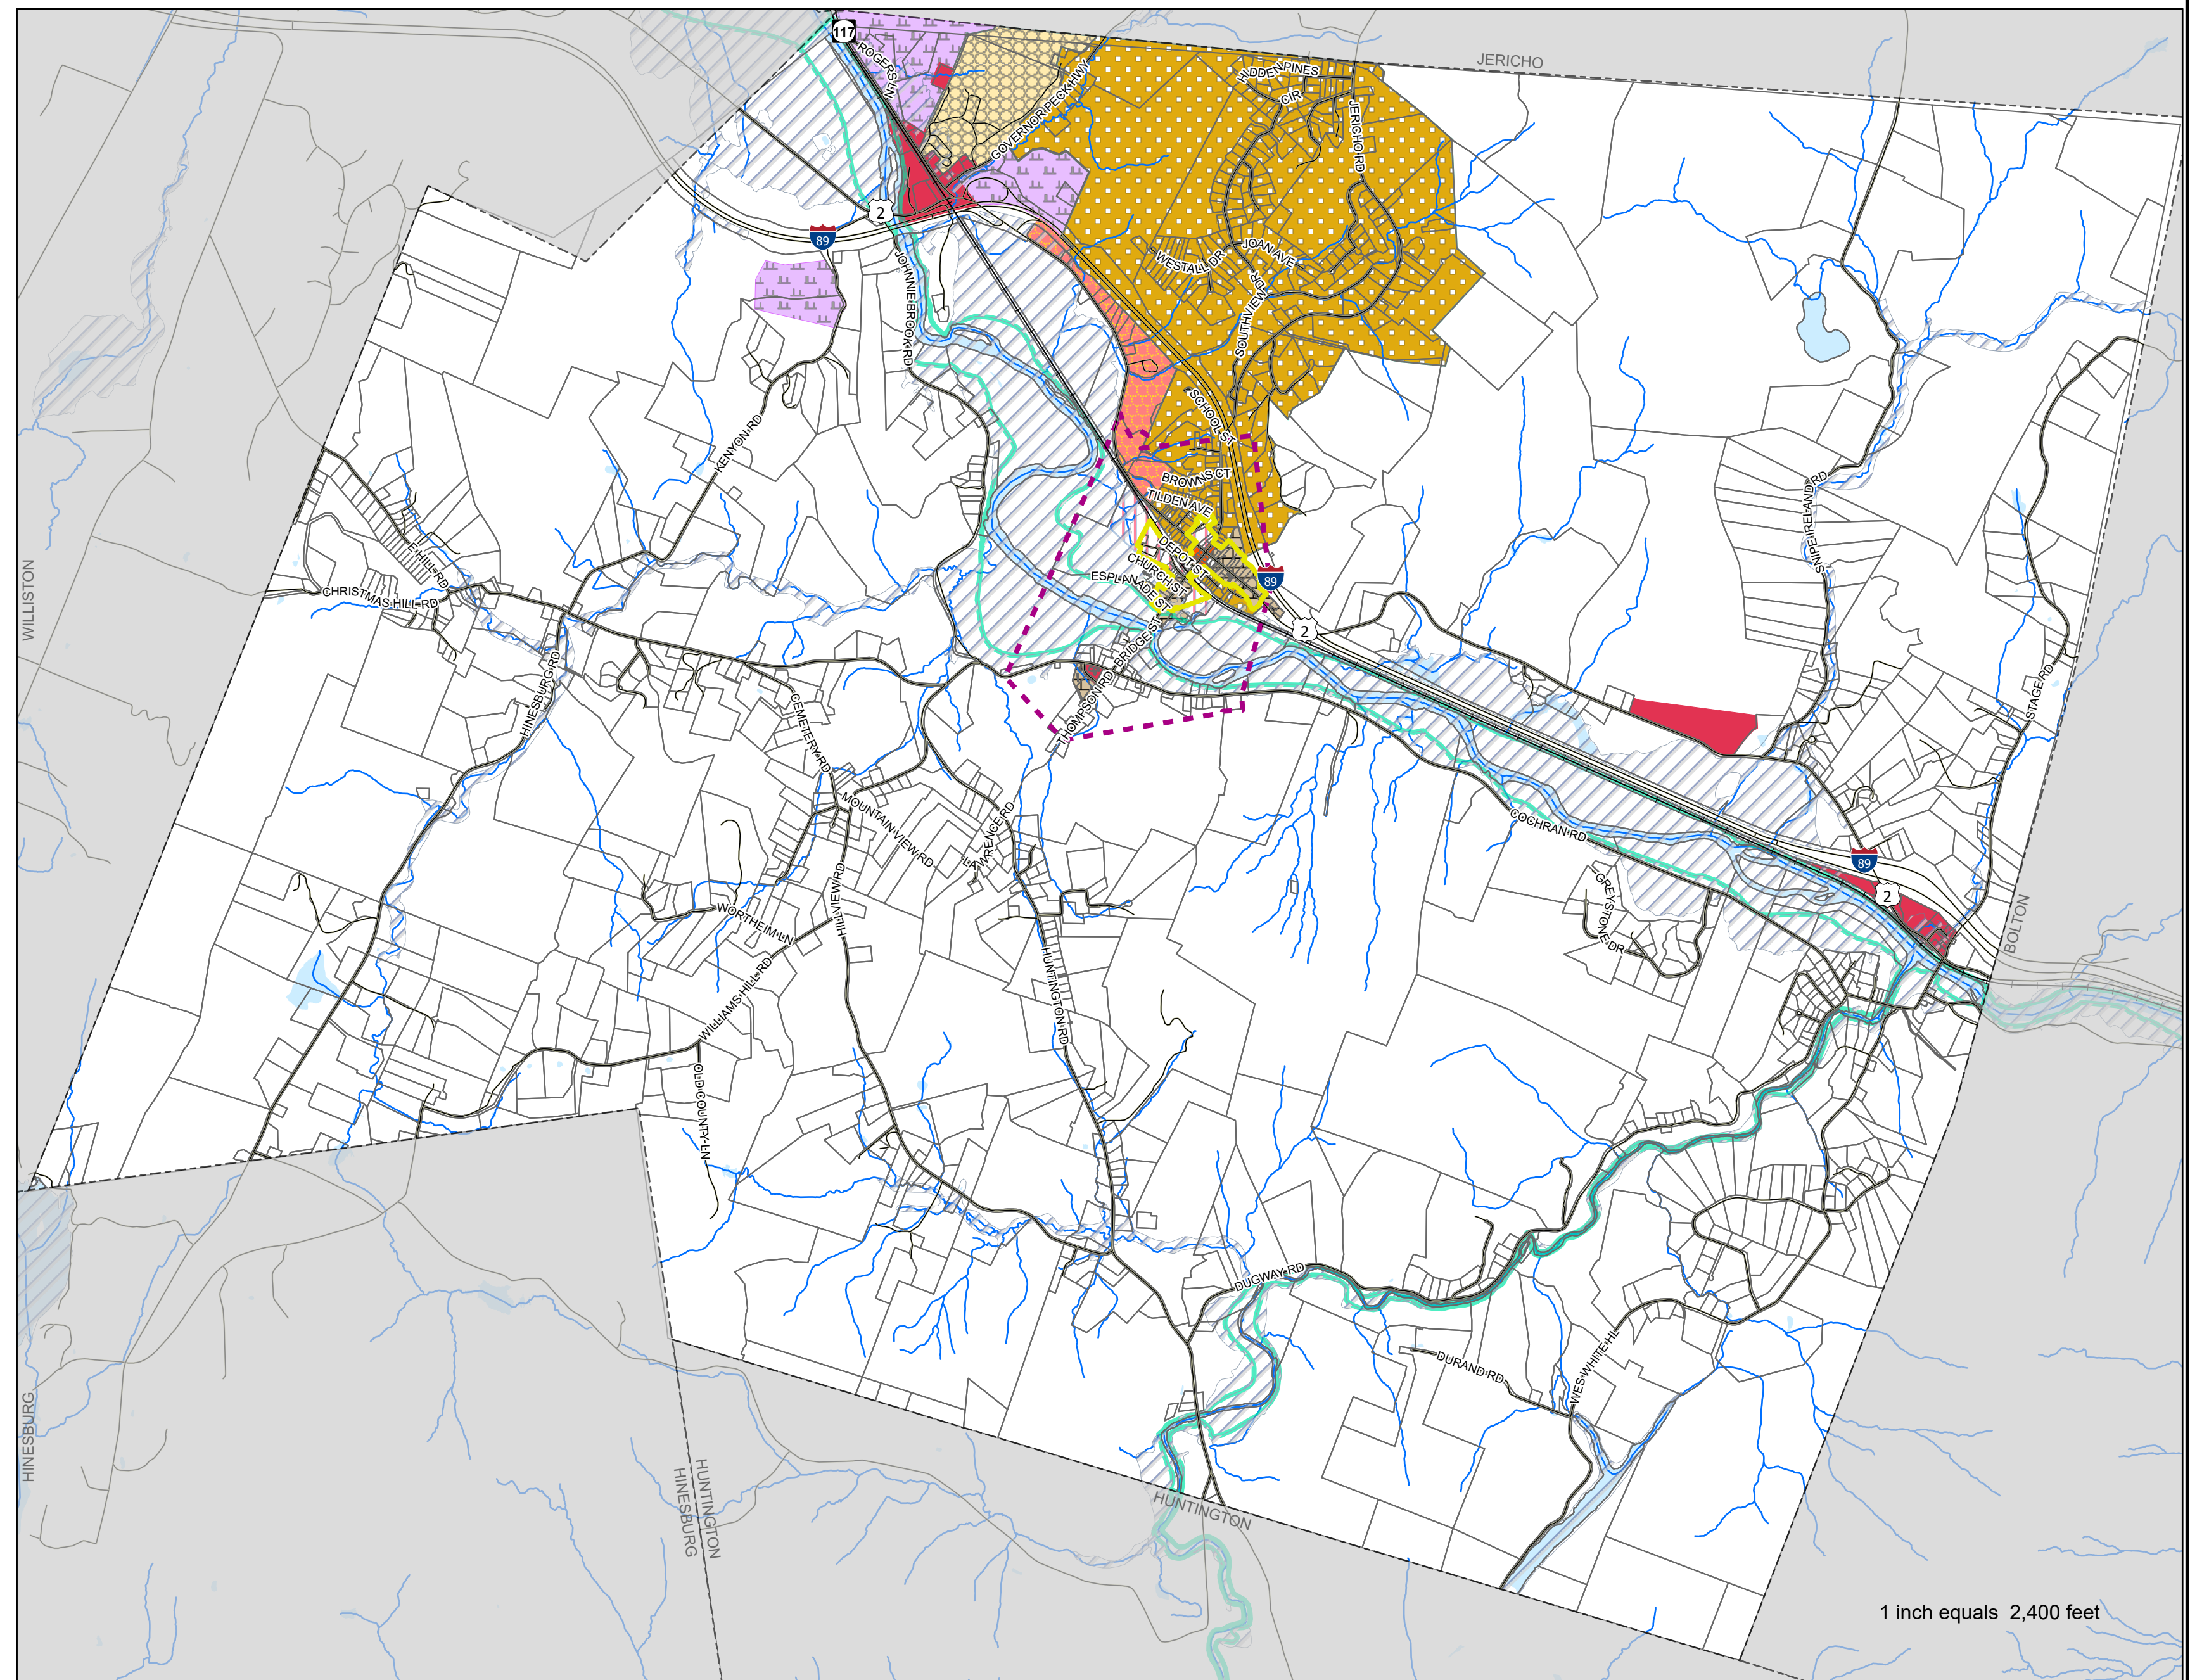 117
ROGERS LN
JERICHO
HIDDEN PINES
CIR
GOVERNOR PECK HWY
JERICHO RD
2
89
JOHNNIE BROOK RD
WESTALL DR
JOAN AVE
SOUTHVIEW
DR
SCHOOL ST
KENYON RD
BROWNS CT
TILDEN AVE
SNIPE IRELAND RD
DEPOT ST
CHURCH ST
ESPLANADE ST
89
2
E HILL RD
CHRISTMAS HILL RD
WILLISTON
BRIDGE ST
THOMPSON RD
HINESBURG RD
CEMETERY RD
STAGE RD
MOUNTAIN VIEW RD
LAWRENCE RD
COCHRAN RD
89
2
GREYSTONE DR
BOLTON
HILLVIEW RD
WORTHEIM LN
WILLIAMS HILL RD
HUNTINGTON RD
OLD COUNTY LN
DUGWAY RD
DURAND RD
WES WHITE HL
HINESBURG
HUNTINGTON
HINESBURG
HUNTINGTON
1 inch equals 2,400 feet